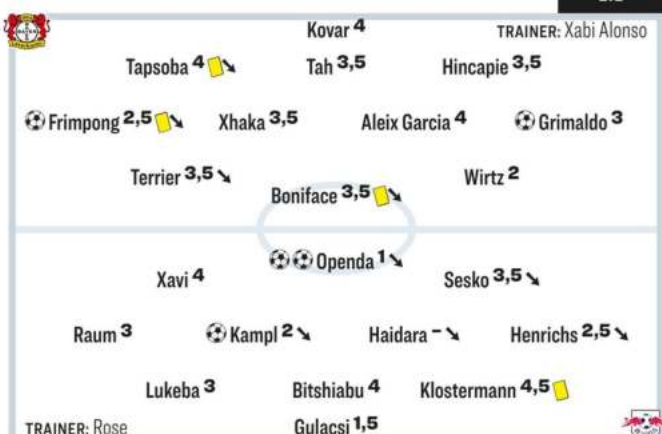 Kovar 4
TRAINER: Xabi Alonso
Tapsoba 4 Tah 3,5 Hincapie 3,5
Frimpong 2,5 Xhaka 3,5 Aleix Garcia 4 Grimaldo 3
Terrier 3,5 Wirtz 2
Boniface 3,5
Openda 1
Xavi 4 Sesko 3,5
Raum 3 Kampl 2 Haidara – Henrichs 2,5
Lukeba 3 Bitshiabu 4 Klostermann 4,5
TRAINER: Rose Gulacsi 1,5